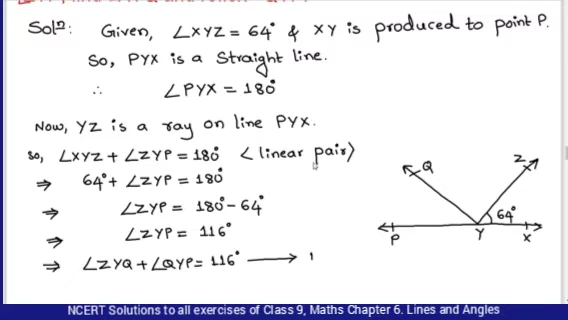 Solⁿ: Given, ∠XYZ = 64° & XY is produced to point P.
So, PYX is a Straight line.
∴ ∠PYX = 180°
Now, YZ is a ray on line PYX.
So, ∠XYZ + ∠ZYP = 180° <linear pair>
⇒ 64° + ∠ZYP = 180°
⇒ ∠ZYP = 180° - 64°
⇒ ∠ZYP = 116°
⇒ ∠ZYQ + ∠QYP = 116° ⟶ 1
Q
Z
64°
P
Y
X
NCERT Solutions to all exercises of Class 9, Maths Chapter 6. Lines and Angles